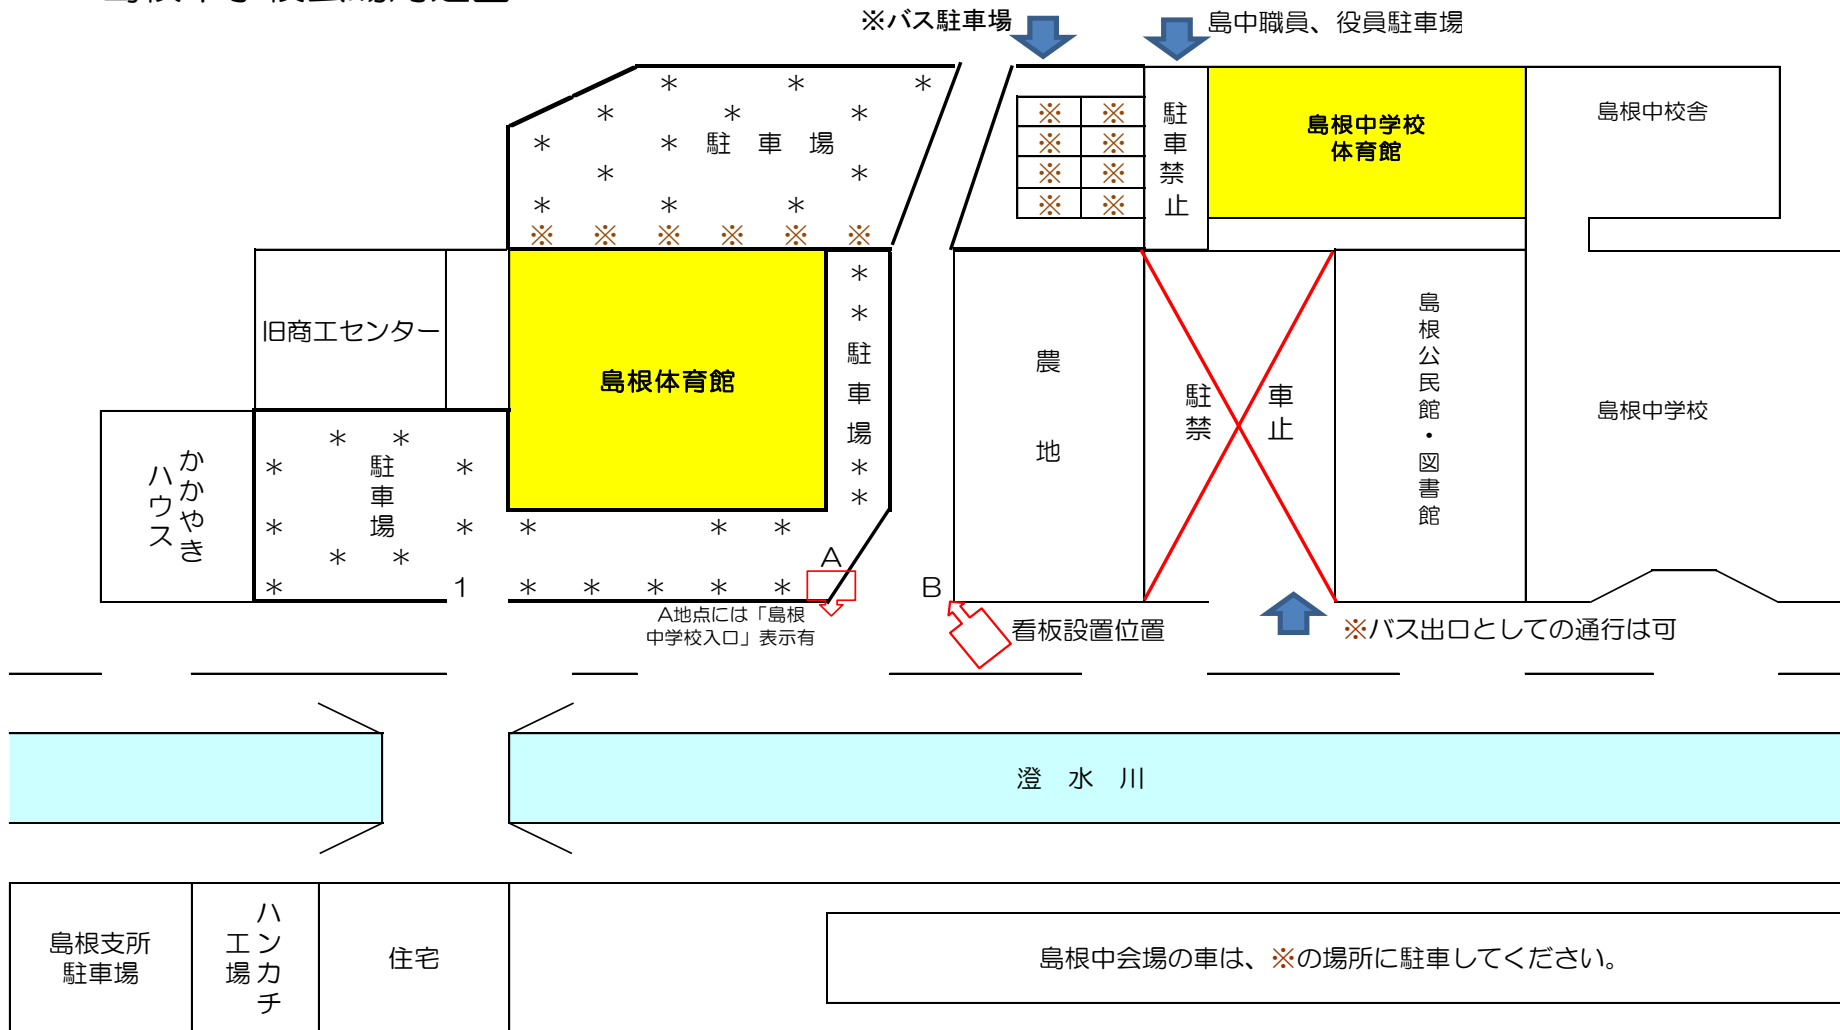 ※バス駐車場
島中職員、役員駐車場
＊ ＊ ＊
＊ ＊ ＊
＊ ＊ 駐 車 場
＊ ＊
＊ ＊ ＊
※ ※ ※ ※ ※ ※
※ ※
※ ※
※ ※
※ ※
駐車禁止
島根中学校
体育館
島根中校舎
旧商工センター
島根体育館
＊
＊
駐車場
＊
＊
農地
駐車
禁止
島根公民館・図書館
島根中学校
かかやき
ハウス
＊ ＊
＊ 駐車場 ＊
＊ ＊ ＊ ＊ ＊
＊ ＊
＊ 1 ＊ ＊ ＊ ＊ ＊
A
B
A地点には「島根
中学校入口」表示有
看板設置位置
※バス出口としての通行は可
澄 水 川
島根支所
駐車場
ハンカチ
工場
住宅
島根中会場の車は、※の場所に駐車してください。